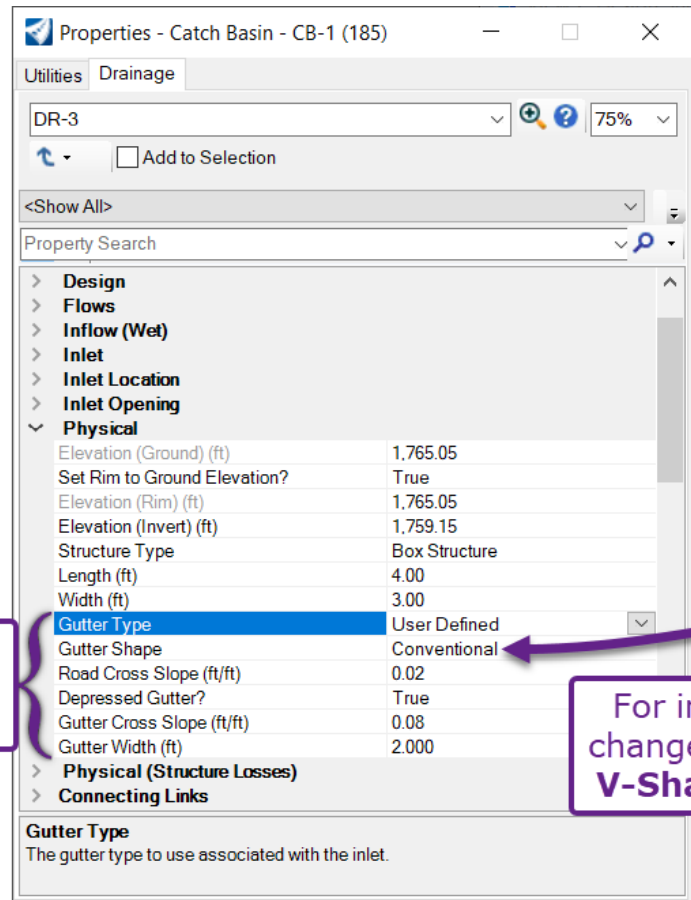 Properties - Catch Basin - CB-1 (185)
Utilities Drainage
DR-3 75%
Add to Selection
<Show All>
Property Search
Design
Flows
Inflow (Wet)
Inlet
Inlet Location
Inlet Opening
Physical
Elevation (Ground) (ft) 1,765.05
Set Rim to Ground Elevation? True
Elevation (Rim) (ft) 1,765.05
Elevation (Invert) (ft) 1,759.15
Structure Type Box Structure
Length (ft) 4.00
Width (ft) 3.00
Gutter Type User Defined
Gutter Shape Conventional
Road Cross Slope (ft/ft) 0.02
Depressed Gutter? True
Gutter Cross Slope (ft/ft) 0.08
Gutter Width (ft) 2.000
Physical (Structure Losses)
Connecting Links
Gutter Type
The gutter type to use associated with the inlet.
For
change